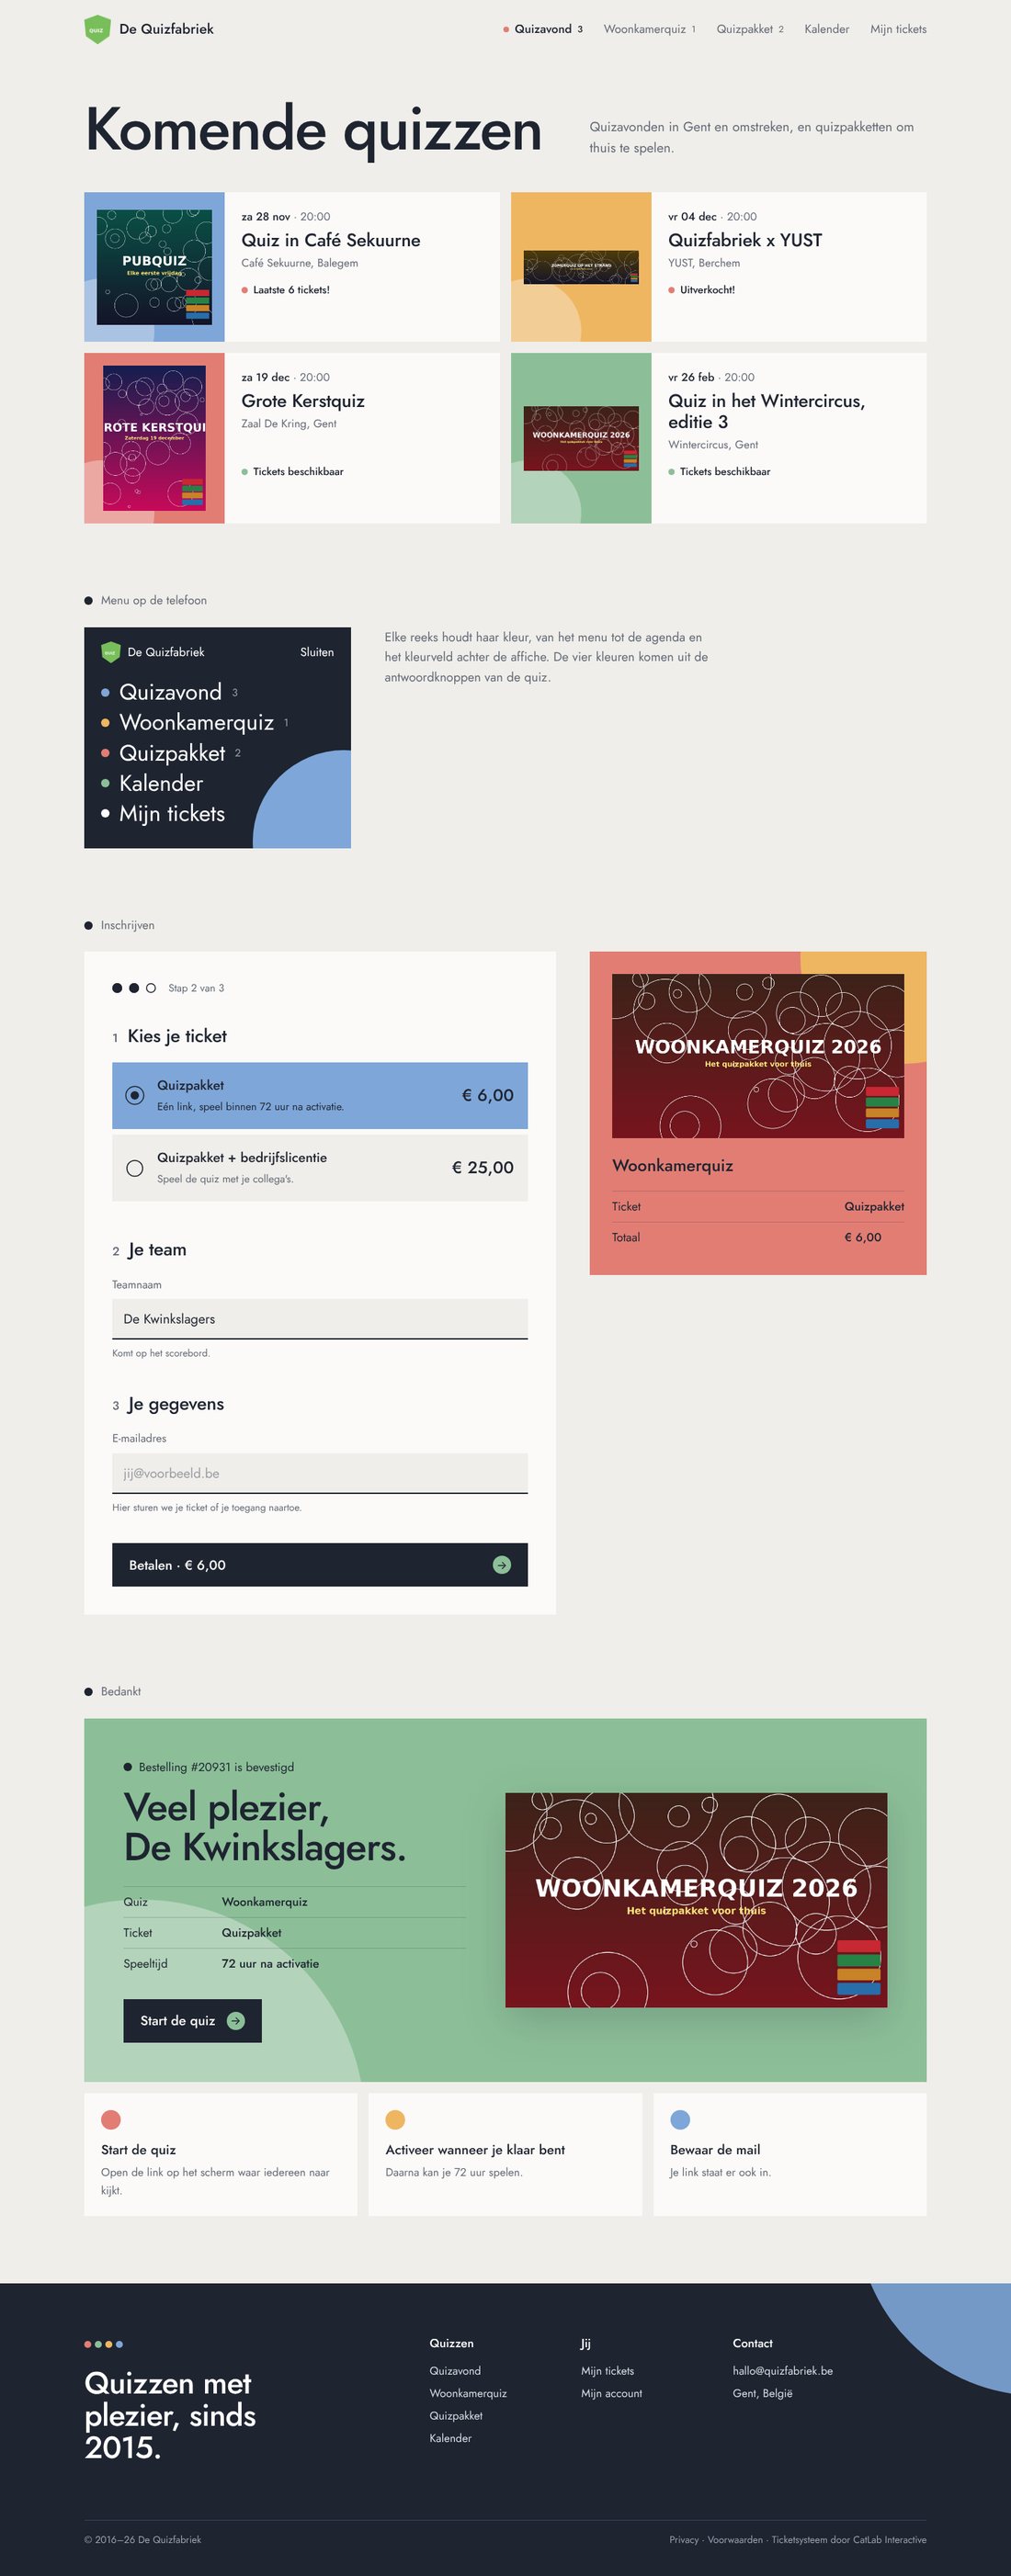 QUIZ De Quizfabriek
Quizavond 3 Woonkamerquiz 1 Quizpakket 2 Kalender Mijn tickets
Komende quizzen
Quizavonden in Gent en omstreken, en quizpakketten om
thuis te spelen.
PUBQUIZ
Elke eerste vrijdag
za 28 nov · 20:00
Quiz in Café Sekuurne
Café Sekuurne, Balegem
Laatste 6 tickets!
vr 04 dec · 20:00
Quizfabriek x YUST
YUST, Berchem
Uitverkocht!
ROTE KERSTQUI
Zaterdag 19 december
za 19 dec · 20:00
Grote Kerstquiz
Zaal De Kring, Gent
Tickets beschikbaar
WOONKAMERQUIZ 2026
Het quizpakket voor thuis
vr 26 feb · 20:00
Quiz in het Wintercircus,
editie 3
Wintercircus, Gent
Tickets beschikbaar
Menu op de telefoon
QUIZ De Quizfabriek Sluiten
Quizavond 3
Woonkamerquiz 1
Quizpakket 2
Kalender
Mijn tickets
Elke reeks houdt haar kleur, van het menu tot de agenda en
het kleurveld achter de affiche. De vier kleuren komen uit de
antwoordknoppen van de quiz.
Inschrijven
Stap 2 van 3
1 Kies je ticket
Quizpakket
Eén link, speel binnen 72 uur na activatie.
€ 6,00
Quizpakket + bedrijfslicentie
Speel de quiz met je collega's.
€ 25,00
2 Je team
Teamnaam
De Kwinkslagers
Komt op het scorebord.
3 Je gegevens
E-mailadres
jij@voorbeeld.be
Hier sturen we je ticket of je toegang naartoe.
Betalen · € 6,00
WOONKAMERQUIZ 2026
Het quizpakket voor thuis
Woonkamerquiz
Ticket Quizpakket
Totaal € 6,00
Bedankt
Bestelling #20931 is bevestigd
Veel plezier,
De Kwinkslagers.
Quiz Woonkamerquiz
Ticket Quizpakket
Speeltijd 72 uur na activatie
Start de quiz
WOONKAMERQUIZ 2026
Het quizpakket voor thuis
Start de quiz
Open de link op het scherm waar iedereen naar
kijkt.
Activeer wanneer je klaar bent
Daarna kan je 72 uur spelen.
Bewaar de mail
Je link staat er ook in.
Quizzen met
plezier, sinds
2015.
Quizzen
Quizavond
Woonkamerquiz
Quizpakket
Kalender
Jij
Mijn tickets
Mijn account
Contact
hallo@quizfabriek.be
Gent, België
© 2016–26 De Quizfabriek
Privacy · Voorwaarden · Ticketsysteem door CatLab Interactive